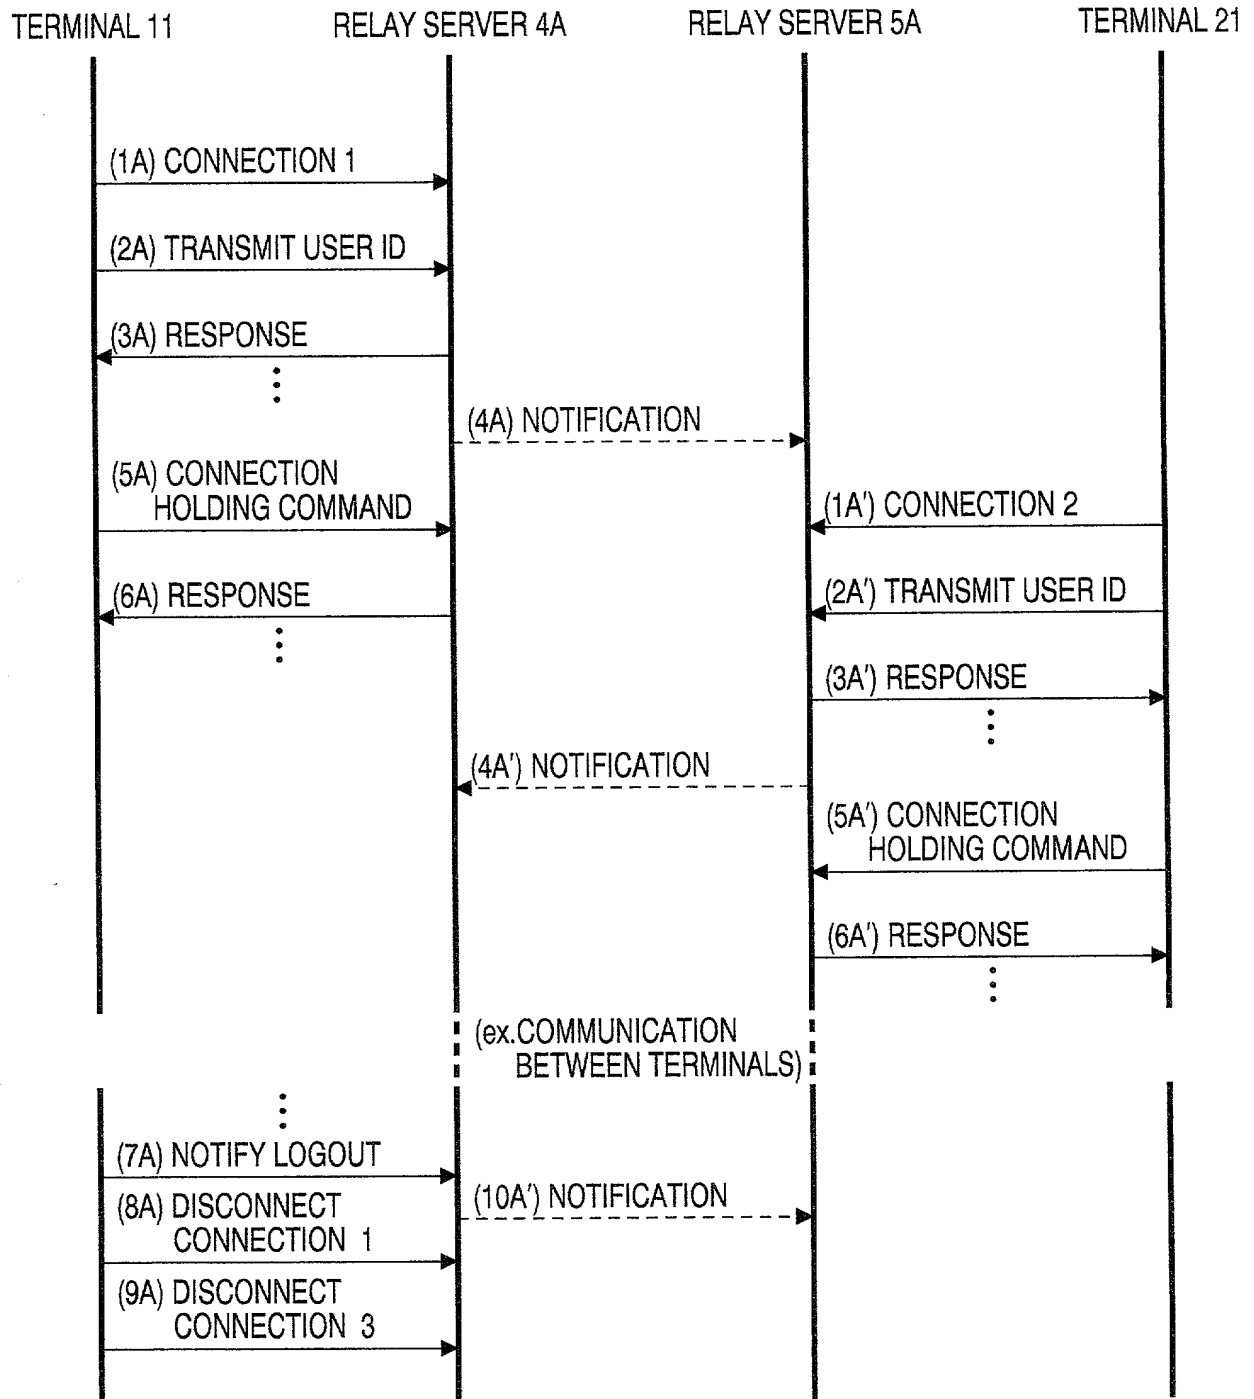 TERMINAL 11
RELAY SERVER 4A
RELAY SERVER 5A
TERMINAL 21
(1A) CONNECTION 1
(2A) TRANSMIT USER ID
(3A) RESPONSE
(4A) NOTIFICATION
(5A) CONNECTION
HOLDING COMMAND
(1A') CONNECTION 2
(6A) RESPONSE
(2A') TRANSMIT USER ID
(3A') RESPONSE
(4A') NOTIFICATION
(5A') CONNECTION
HOLDING COMMAND
(6A') RESPONSE
(ex.COMMUNICATION
BETWEEN TERMINALS)
(7A) NOTIFY LOGOUT
(8A) DISCONNECT
CONNECTION 1
(10A') NOTIFICATION
(9A) DISCONNECT
CONNECTION 3